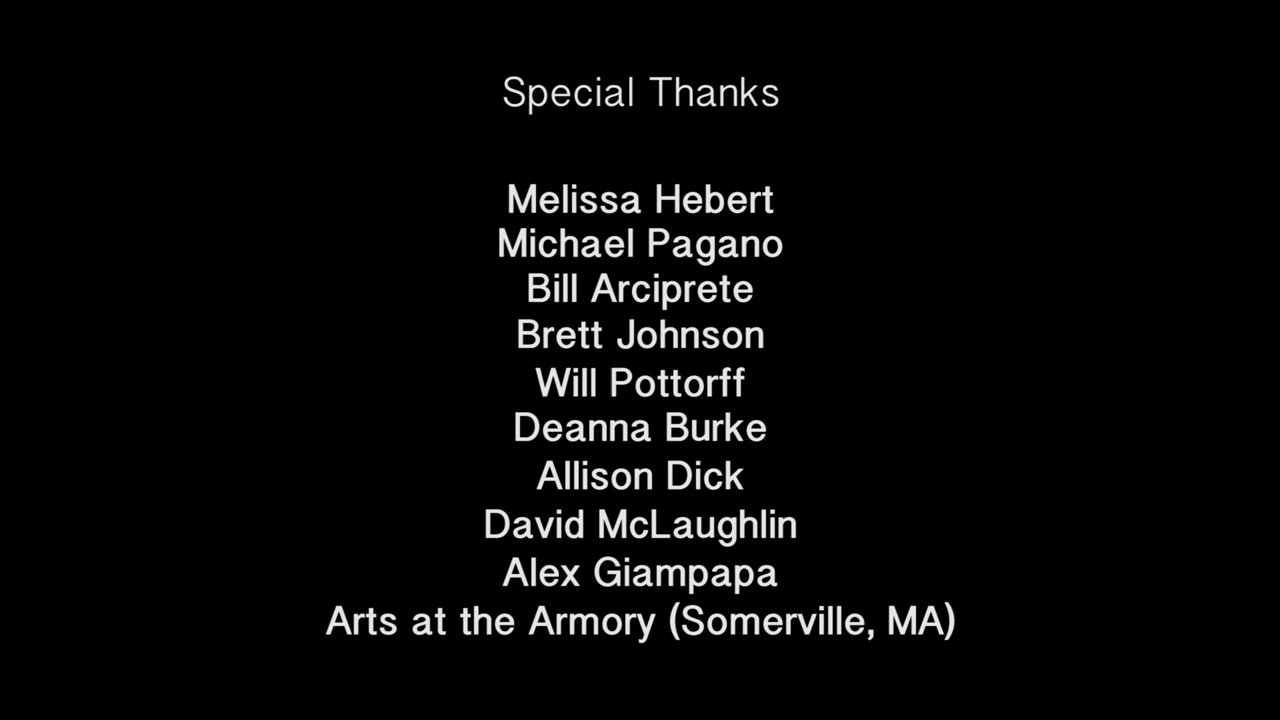 Special Thanks
Melissa Hebert
Michael Pagano
Bill Arciprete
Brett Johnson
Will Pottorff
Deanna Burke
Allison Dick
David McLaughlin
Alex Giampapa
Arts at the Armory (Somerville, MA)